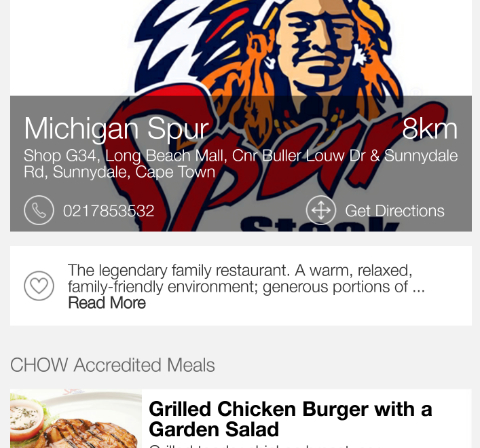 Michigan Spur 8km
Shop G34, Long Beach Mall, Cnr Buller Louw Dr & Sunnydale
Rd, Sunnydale, Cape Town
Spur
Steak
0217853532 Get Directions
The legendary family restaurant. A warm, relaxed,
family-friendly environment; generous portions of ...
Read More
CHOW Accredited Meals
Grilled Chicken Burger with a
Garden Salad